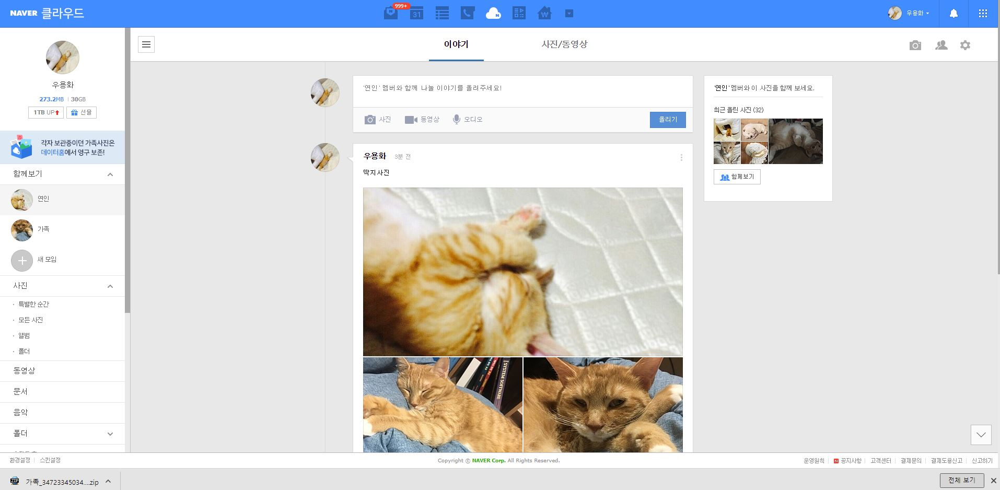 NAVER 클라우드
999+
31
우용화
우용화
273.2MB | 30GB
1TB UP
선물
각자 보관중이던 가족사진은
데이터홈에서 영구 보존!
함께보기
연인
가족
새 모임
사진
· 특별한 순간
· 모든 사진
· 앨범
· 폴더
동영상
문서
음악
폴더
이야기
사진/동영상
'연인' 멤버와 함께 나눌 이야기를 올려주세요!
사진
동영상
오디오
올리기
우용화 3분 전
딱지사진
SYSTEM SOFTWARE
'연인' 멤버와 이 사진을 함께 보세요.
최근 올린 사진 (32)
함께보기
환경설정 | 스킨설정
Copyright © NAVER Corp. All Rights Reserved.
운영원칙 | N 공지사항 | 고객센터 | 결제문의 | 결제도용신고 | 신고하기
ZIP 가족_34723345034....zip
전체 보기